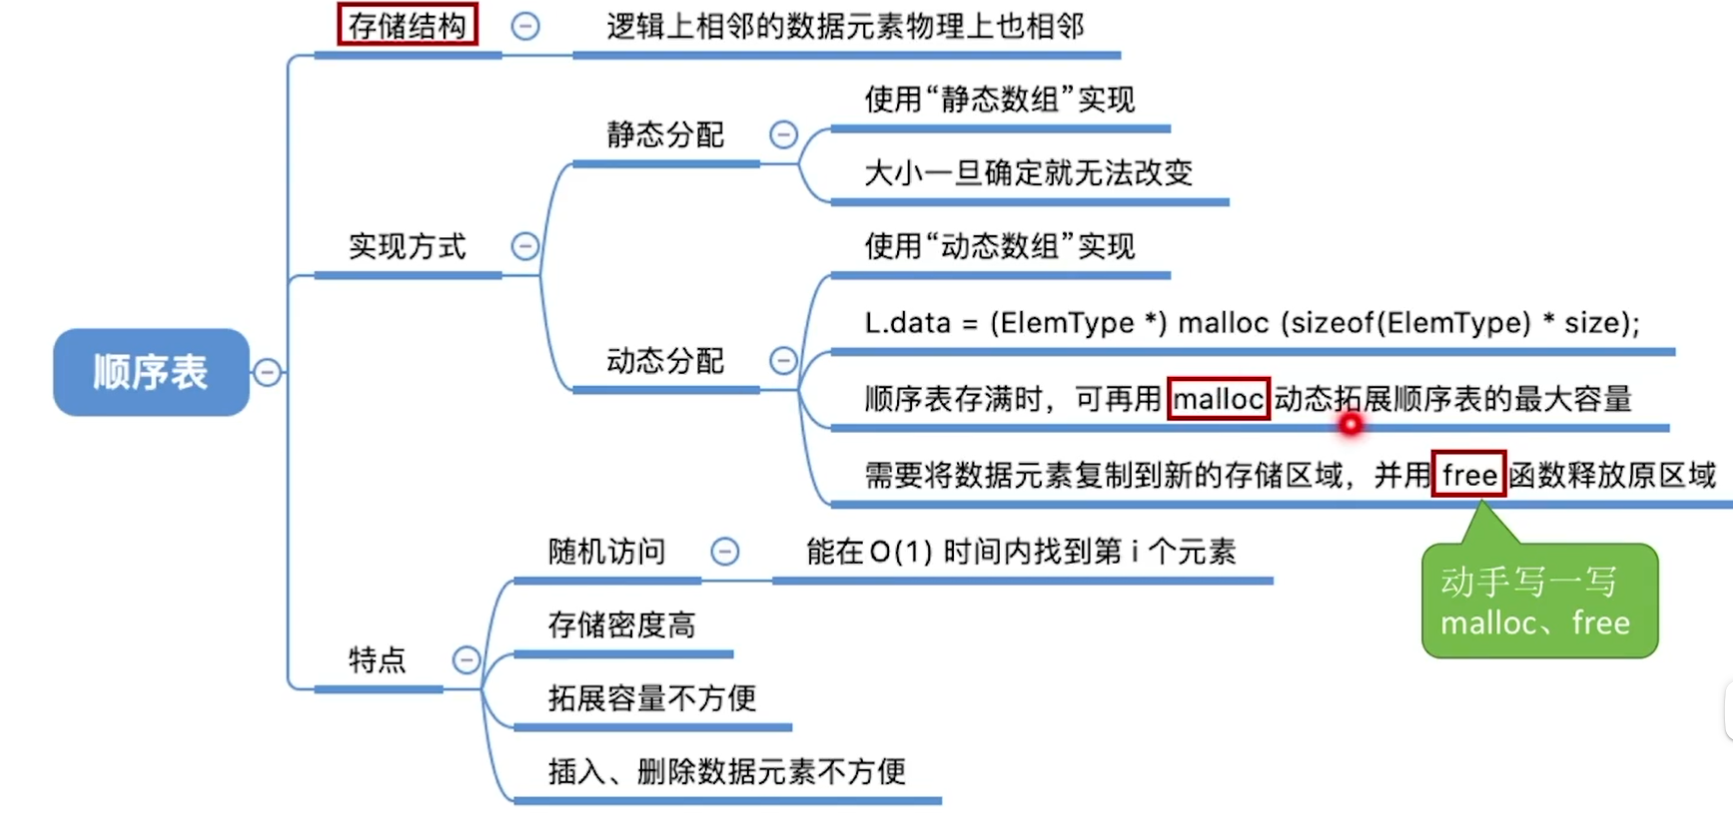 存储结构
逻辑上相邻的数据元素物理上也相邻
使用“静态数组”实现
静态分配
大小一旦确定就无法改变
实现方式
使用“动态数组”实现
L.data = (ElemType *) malloc (sizeof(ElemType) * size);
动态分配
顺序表
顺序表存满时，可再用 malloc 动态拓展顺序表的最大容量
需要将数据元素复制到新的存储区域，并用 free 函数释放原区域
随机访问
能在 O(1) 时间内找到第 i 个元素
动手写一写
malloc、free
存储密度高
特点
拓展容量不方便
插入、删除数据元素不方便